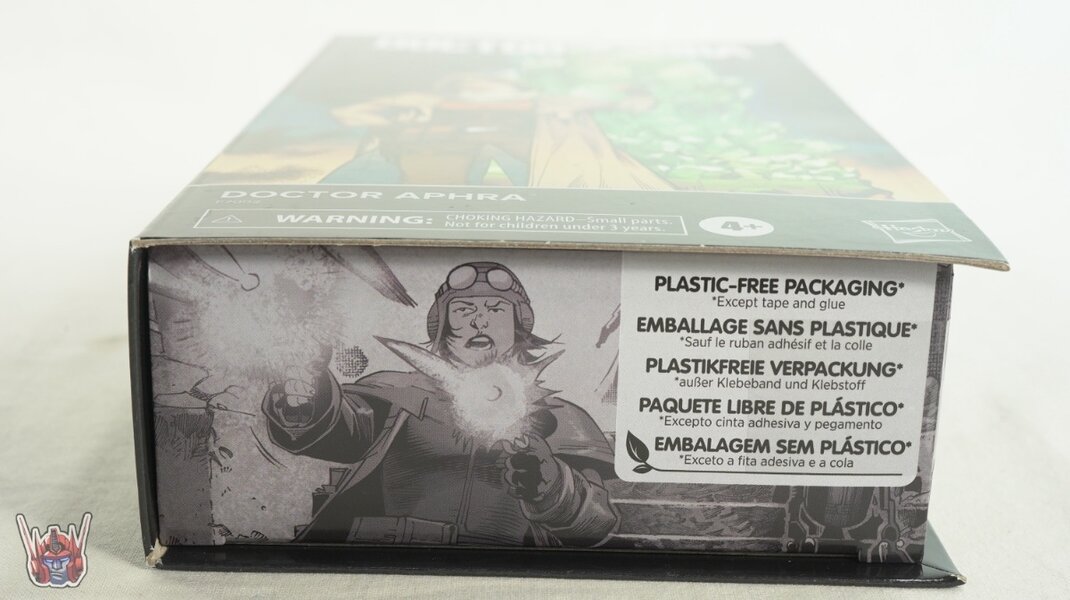 DOCTOR APHRA
WARNING: CHOKING HAZARD–Small parts.
Not for children under 3 years.
4+
Hasbro
PLASTIC-FREE PACKAGING*
*Except tape and glue
EMBALLAGE SANS PLASTIQUE*
*Sauf le ruban adhésif et la colle
PLASTIKFREIE VERPACKUNG*
*außer Klebeband und Klebstoff
PAQUETE LIBRE DE PLÁSTICO*
*Excepto cinta adhesiva y pegamento
EMBALAGEM SEM PLÁSTICO*
*Exceto a fita adesiva e a cola